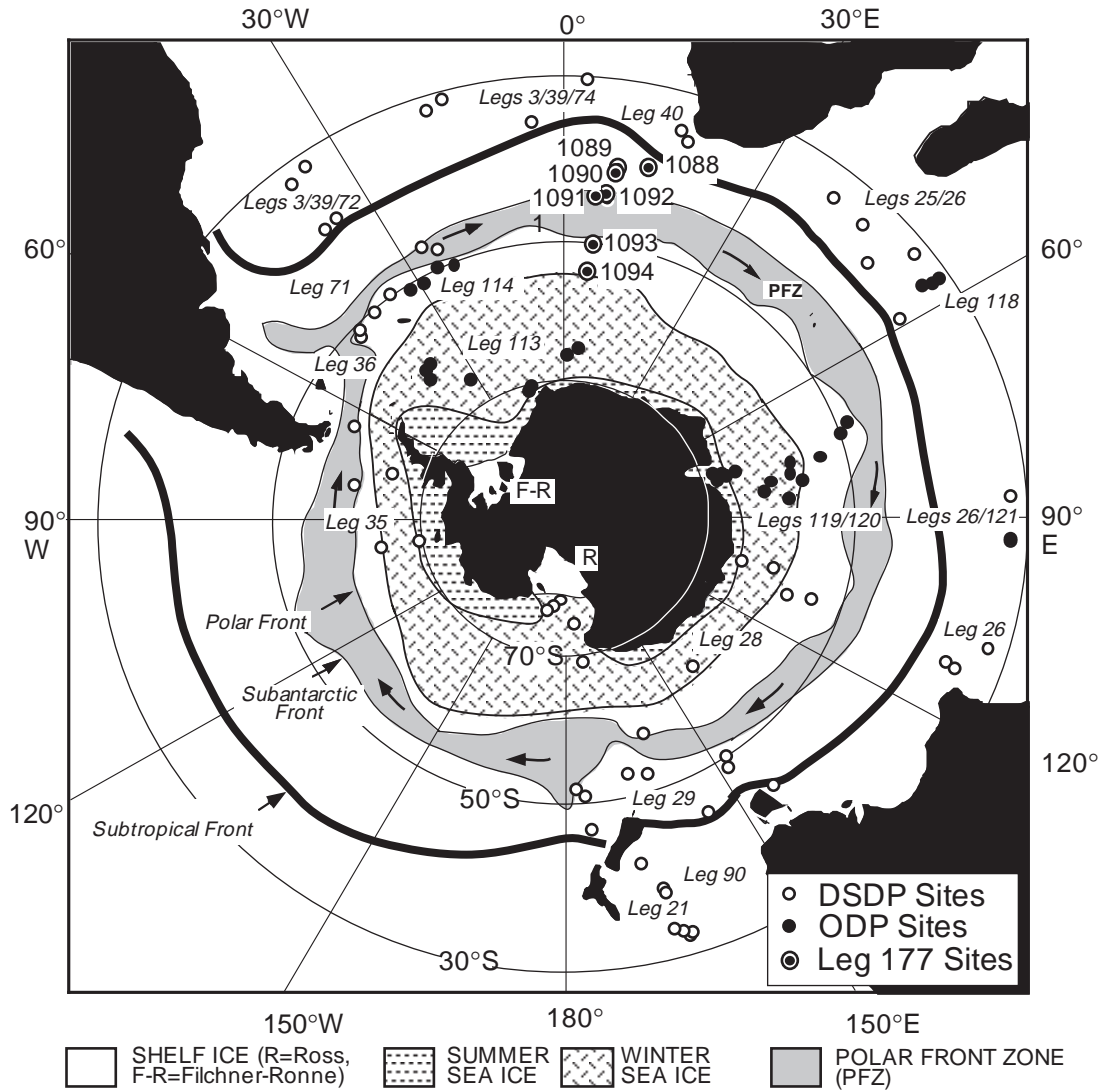 30°W
0°
30°E
Legs 3/39/74
Leg 40
1089
1088
1090
1091
1092
1
Legs 3/39/72
Legs 25/26
60°
60°
1093
1094
Leg 71
Leg 114
PFZ
Leg 118
Leg 113
Leg 36
F-R
90°
W
Leg 35
Legs 119/120
Legs 26/121
90°
E
R
Polar Front
Leg 28
Leg 26
70°S
Subantarctic
Front
120°
120°
50°S
Leg 29
Subtropical Front
Leg 90
Leg 21
DSDP Sites
ODP Sites
Leg 177 Sites
30°S
150°W
180°
150°E
SHELF ICE (R=Ross,
F-R=Filchner-Ronne)
SUMMER
SEA ICE
WINTER
SEA ICE
POLAR FRONT ZONE
(PFZ)